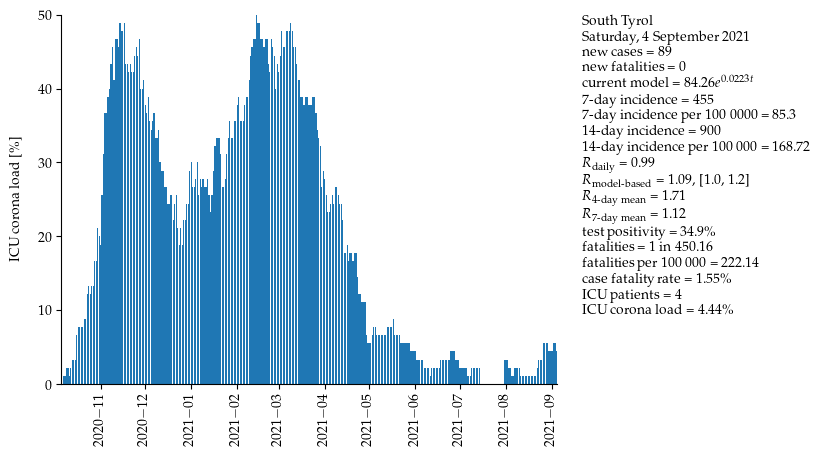 50
40
30
20
10
0
ICU corona load [%]
2020−11
2020−12
2021−01
2021−02
2021−03
2021−04
2021−05
2021−06
2021−07
2021−08
2021−09
South Tyrol
Saturday, 4 September 2021
new cases = 89
new fatalities = 0
current model = 84.26e^0.0223t
7-day incidence = 455
7-day incidence per 100 0000 = 85.3
14-day incidence = 900
14-day incidence per 100 000 = 168.72
R_daily = 0.99
R_model-based = 1.09, [1.0, 1.2]
R_4-day mean = 1.71
R_7-day mean = 1.12
test positivity = 34.9%
fatalities = 1 in 450.16
fatalities per 100 000 = 222.14
case fatality rate = 1.55%
ICU patients = 4
ICU corona load = 4.44%